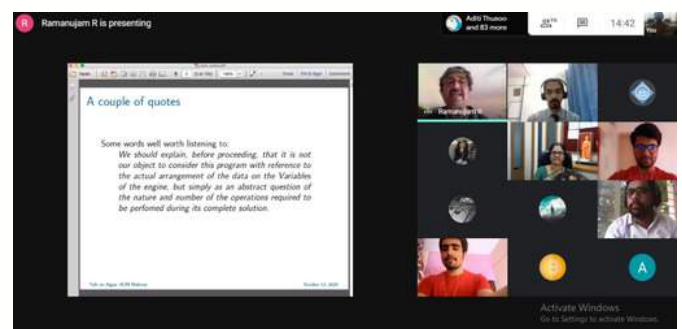 R Ramanujam R is presenting
Aditi Thusoo
and 83 more
14:42
You
A couple of quotes
Some words well worth listening to:
We should explain, before proceeding, that it is not
our object to consider this program with reference to
the actual arrangement of the data on the Variables
of the engine, but simply as an abstract question of
the nature and number of the operations required to
be perfomed during its complete solution.
Ramanujam R
A
Activate Windows
Go to Settings to activate Windows.